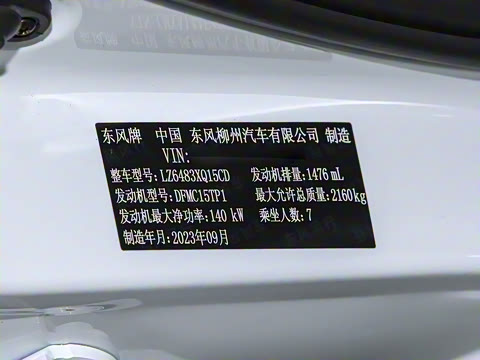 东风牌 中国 东风柳州汽车有限公司 制造
VIN:
整车型号:LZ6483XQ15CD 发动机排量:1476 mL
发动机型号:DFMC15TP1 最大允许总质量:2160kg
发动机最大净功率:140 kW 乘坐人数:7
制造年月:2023年09月